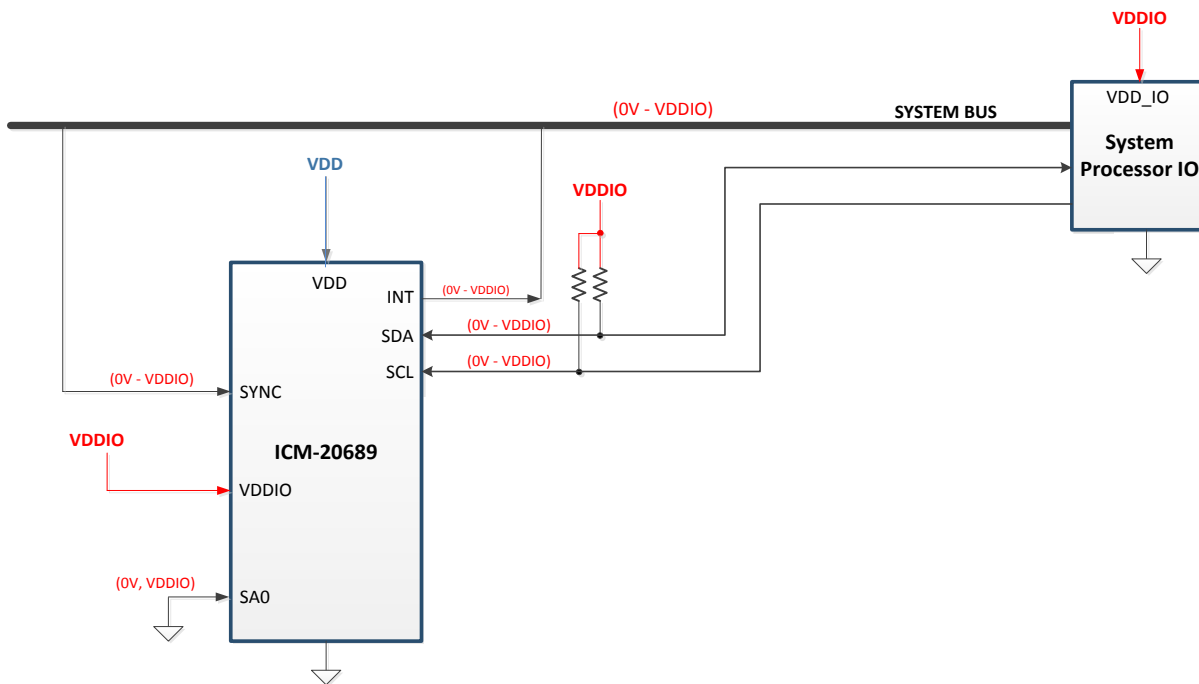 VDDIO
VDD_IO
(0V - VDDIO)
SYSTEM BUS
System
Processor IO
VDD
VDDIO
VDD
INT
(0V - VDDIO)
SDA
(0V - VDDIO)
SCL
(0V - VDDIO)
(0V - VDDIO)
SYNC
VDDIO
ICM-20689
VDDIO
(0V, VDDIO)
SA0